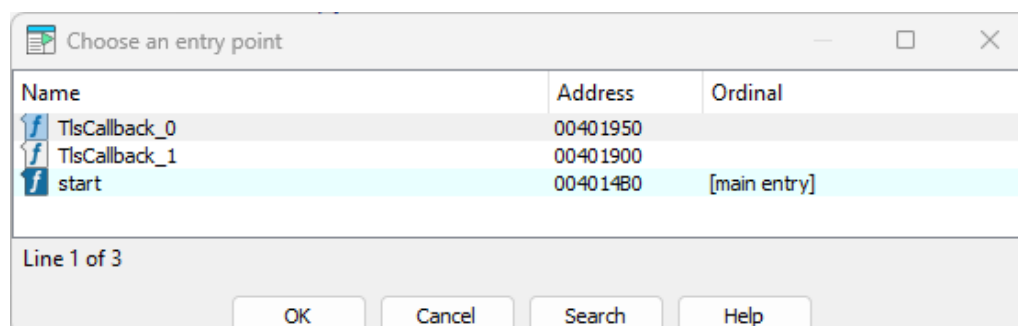 Choose an entry point
Name Address Ordinal
TlsCallback_0 00401950
TlsCallback_1 00401900
start 004014B0 [main entry]
Line 1 of 3
OK Cancel Search Help